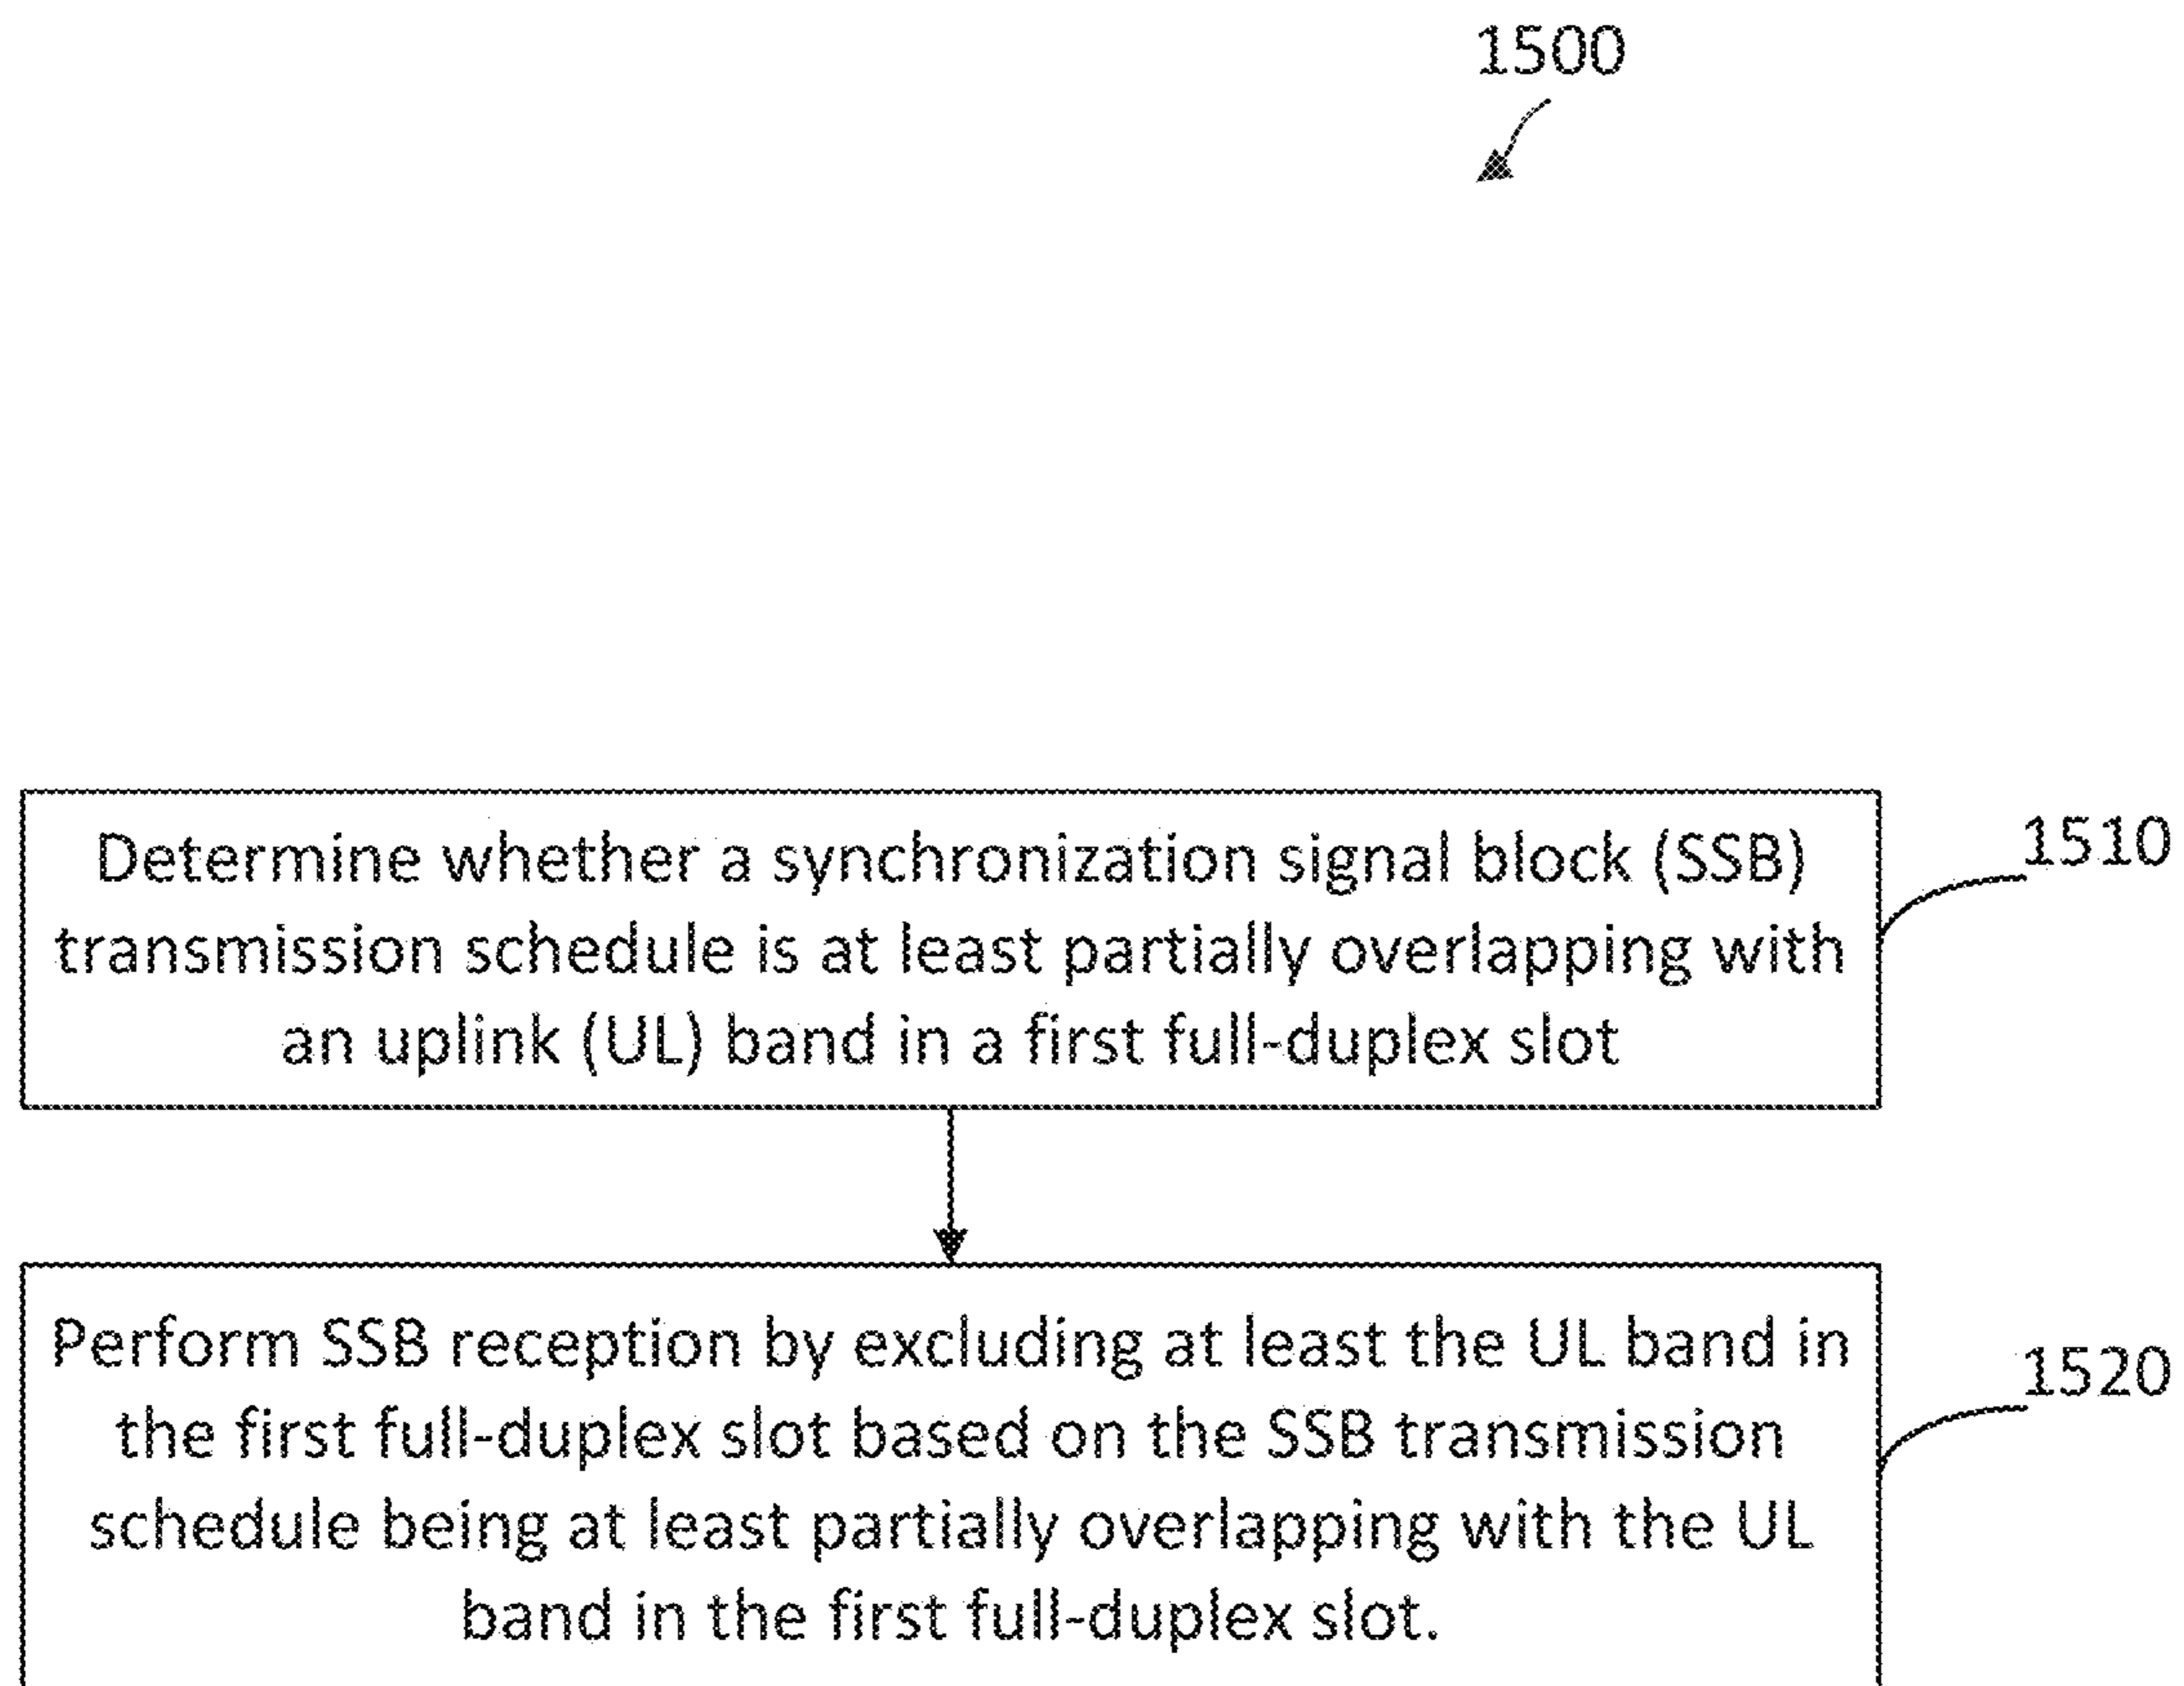 1500
Determine whether a synchronization signal block (SSB)
transmission schedule is at least partially overlapping with
an uplink (UL) band in a first full-duplex slot
1510
Perform SSB reception by excluding at least the UL band in
the first full-duplex slot based on the SSB transmission
schedule being at least partially overlapping with the UL
band in the first full-duplex slot.
1520